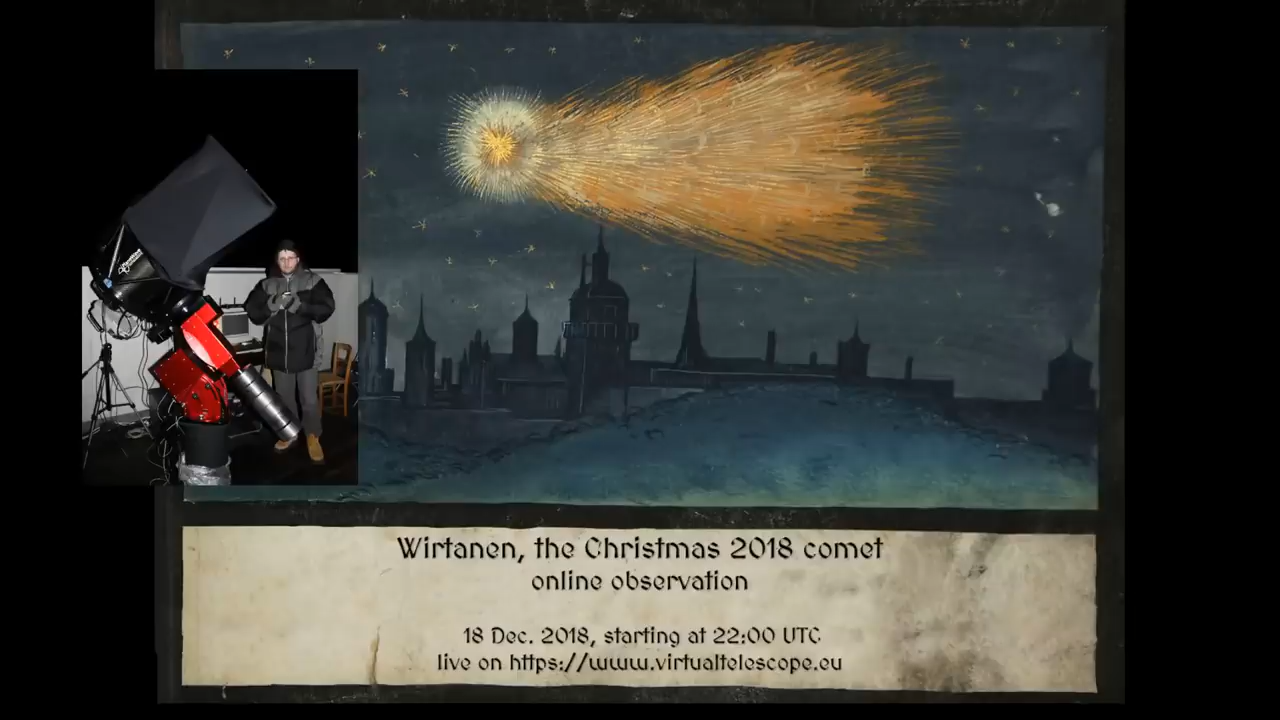 Wirtanen, the Christmas 2018 comet
online observation
18 Dec. 2018, starting at 22:00 UTC
live on https://www.virtualtelescope.eu